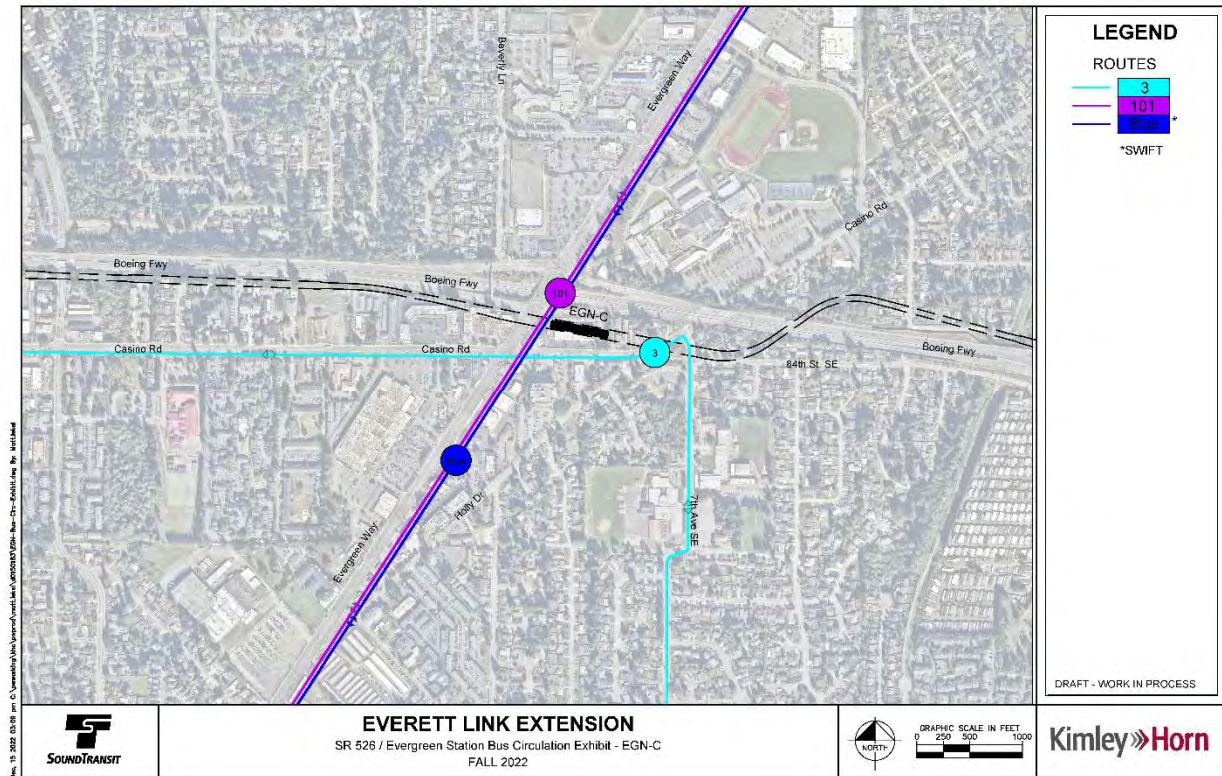 LEGEND
ROUTES
3
101
Blue
*
*SWIFT
DRAFT - WORK IN PROCESS
Beverly Ln
Evergreen Way
Casino Rd
Boeing Fwy
Boeing Fwy
101
EGN-C
Casino Rd
Casino Rd
3
Boeing Fwy
84th St SE
Blue
Holly Dr
7th Ave SE
Evergreen Way
SOUNDTRANSIT
EVERETT LINK EXTENSION
SR 526 / Evergreen Station Bus Circulation Exhibit - EGN-C
FALL 2022
NORTH
GRAPHIC SCALE IN FEET
0 250 500 1000
Kimley»Horn